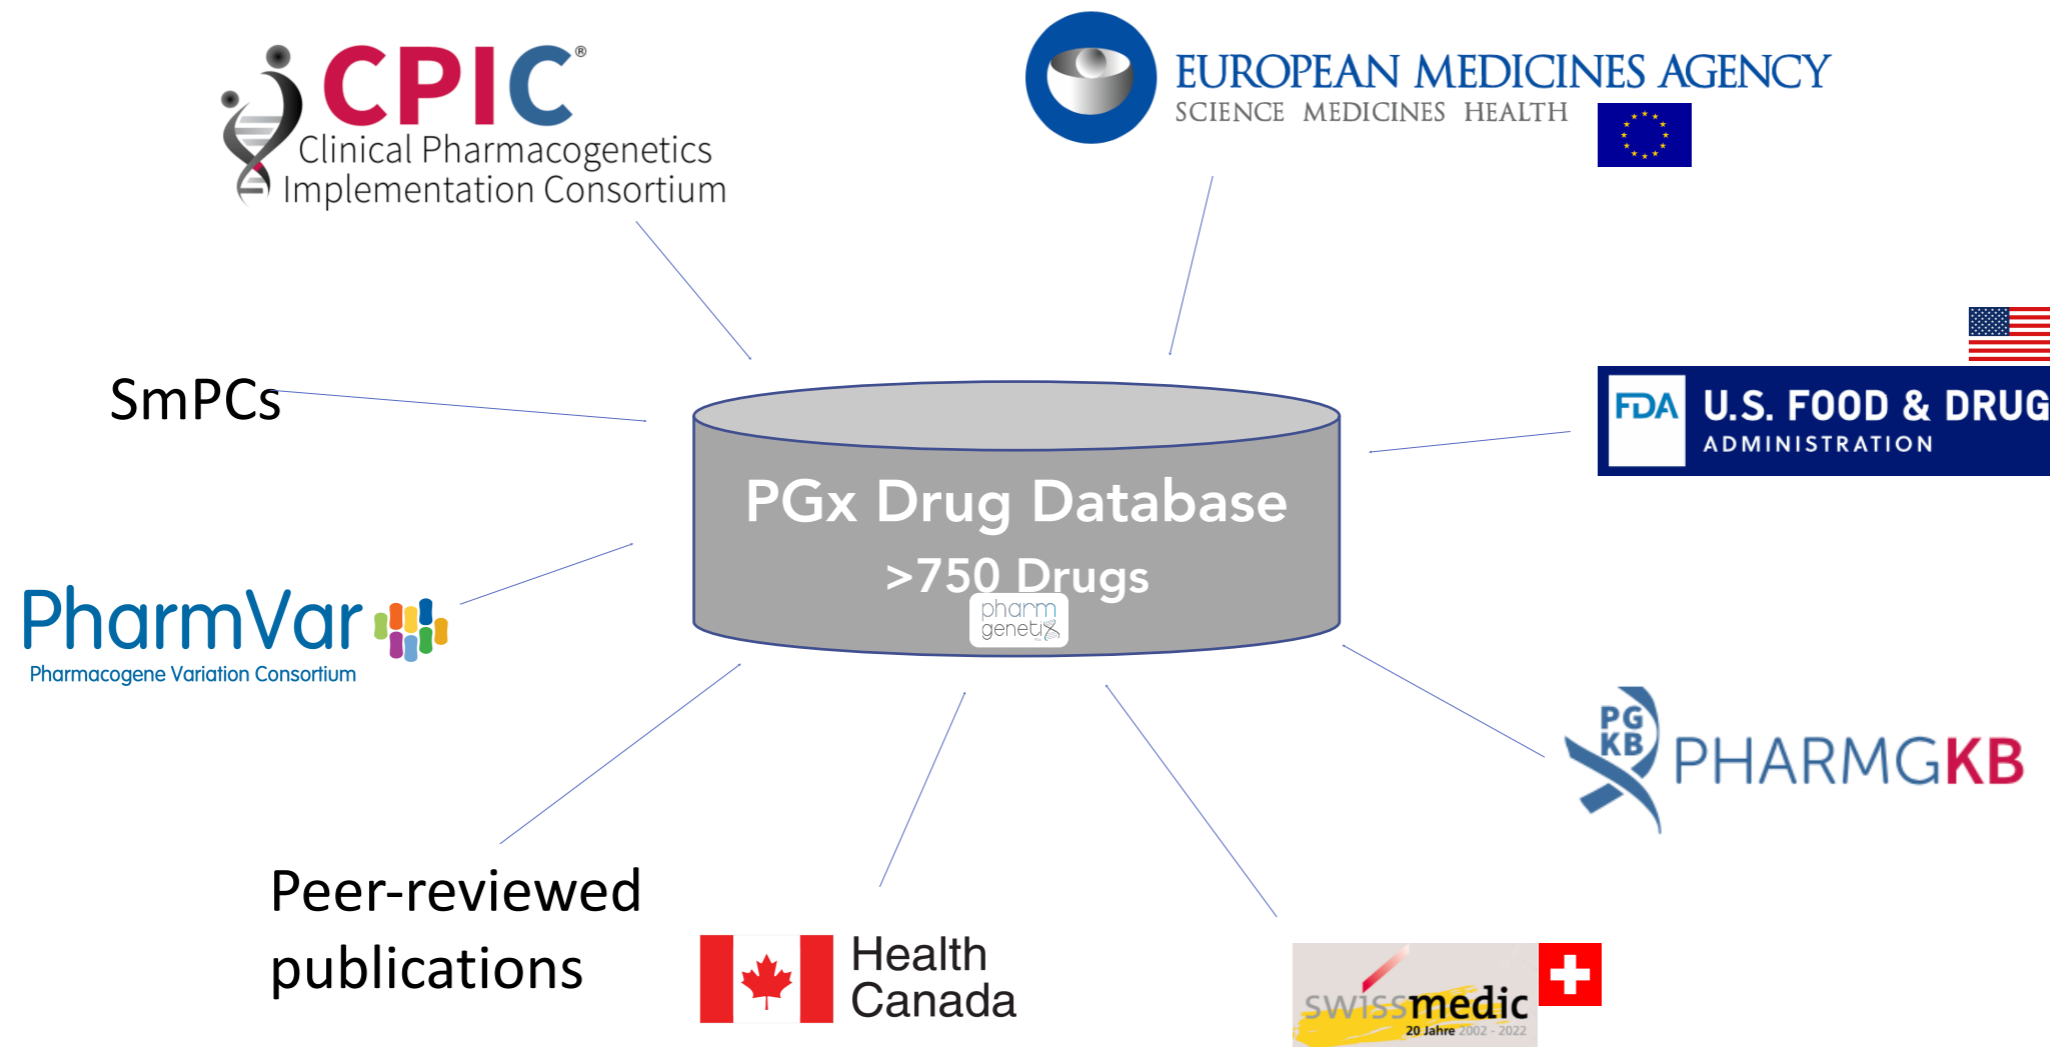 CPIC®
Clinical Pharmacogenetics
Implementation Consortium
EUROPEAN MEDICINES AGENCY
SCIENCE MEDICINES HEALTH
SmPCs
FDA
U.S. FOOD & DRUG
ADMINISTRATION
PGx Drug Database
>750 Drugs
pharm
genetix
PharmVar
Pharmacogene Variation Consortium
PG
KB
PHARMGKB
Peer-reviewed
publications
Health
Canada
swissmedic
20 Jahre 2002 - 2022